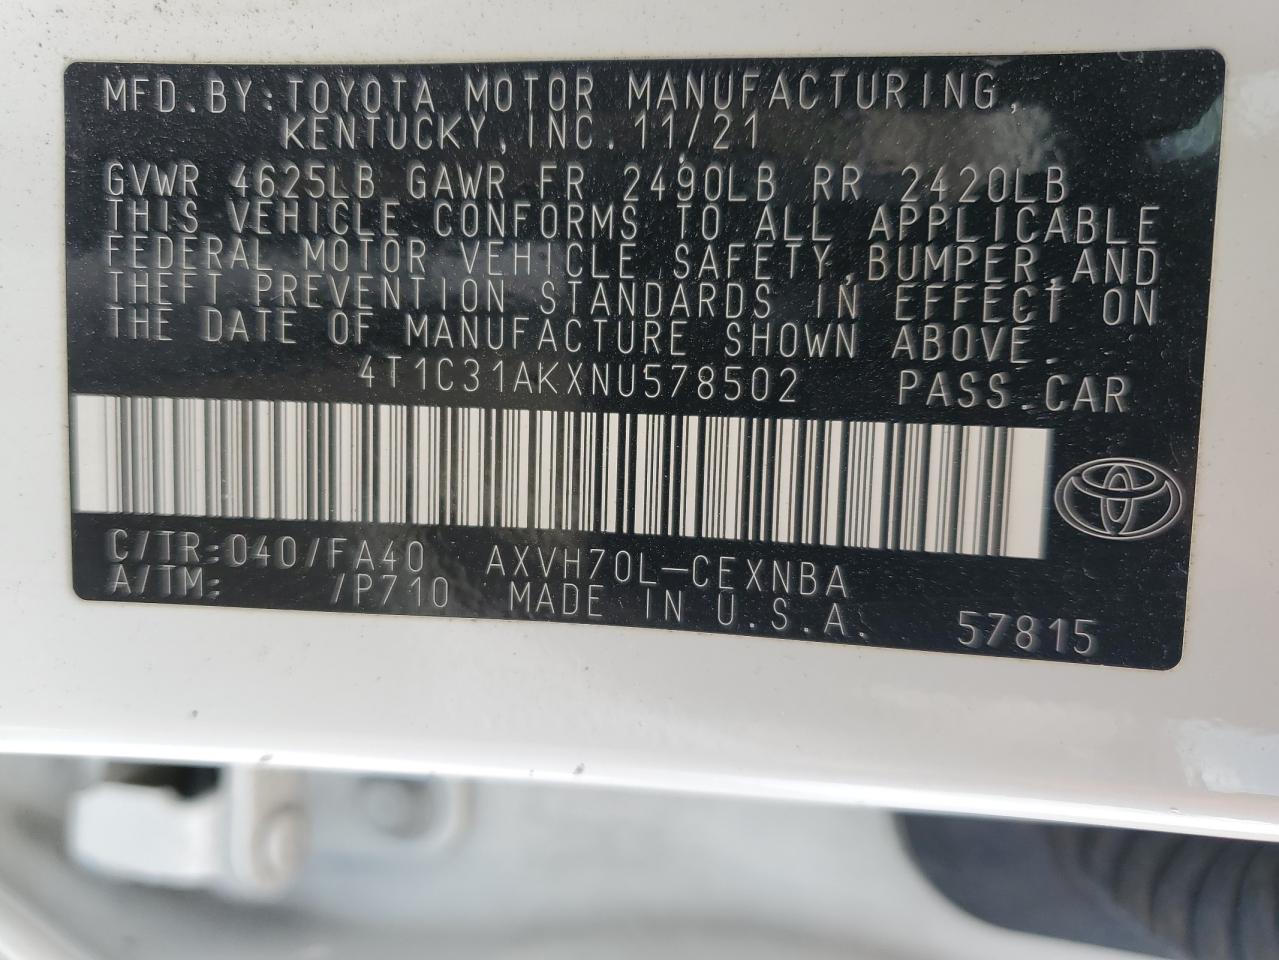 MFD.BY:TOYOTA MOTOR MANUFACTURING,
KENTUCKY,INC. 11/21
GVWR 4625LB GAWR FR 2490LB RR 2420LB
THIS VEHICLE CONFORMS TO ALL APPLICABLE
FEDERAL MOTOR VEHICLE SAFETY,BUMPER,AND
THEFT PREVENTION STANDARDS IN EFFECT ON
THE DATE OF MANUFACTURE SHOWN ABOVE.
4T1C31AKXNU578502 PASS.CAR
C/TR:040/FA40 AXVH70L-CEXNBA
A/TM: /P710 MADE IN U.S.A. 57815